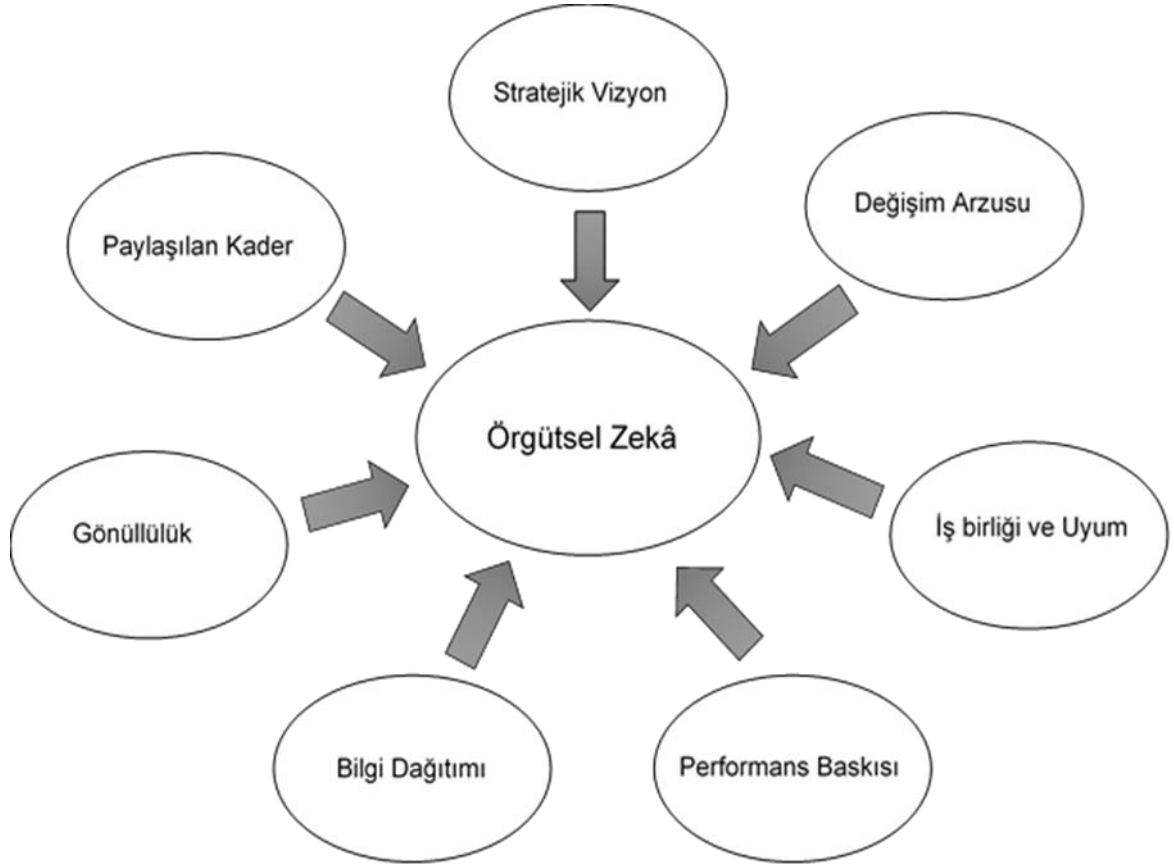 Stratejik Vizyon
Değişim Arzusu
Paylaşılan Kader
Örgütsel Zekâ
Gönüllülük
İş birliği ve Uyum
Bilgi Dağıtımı
Performans Baskısı